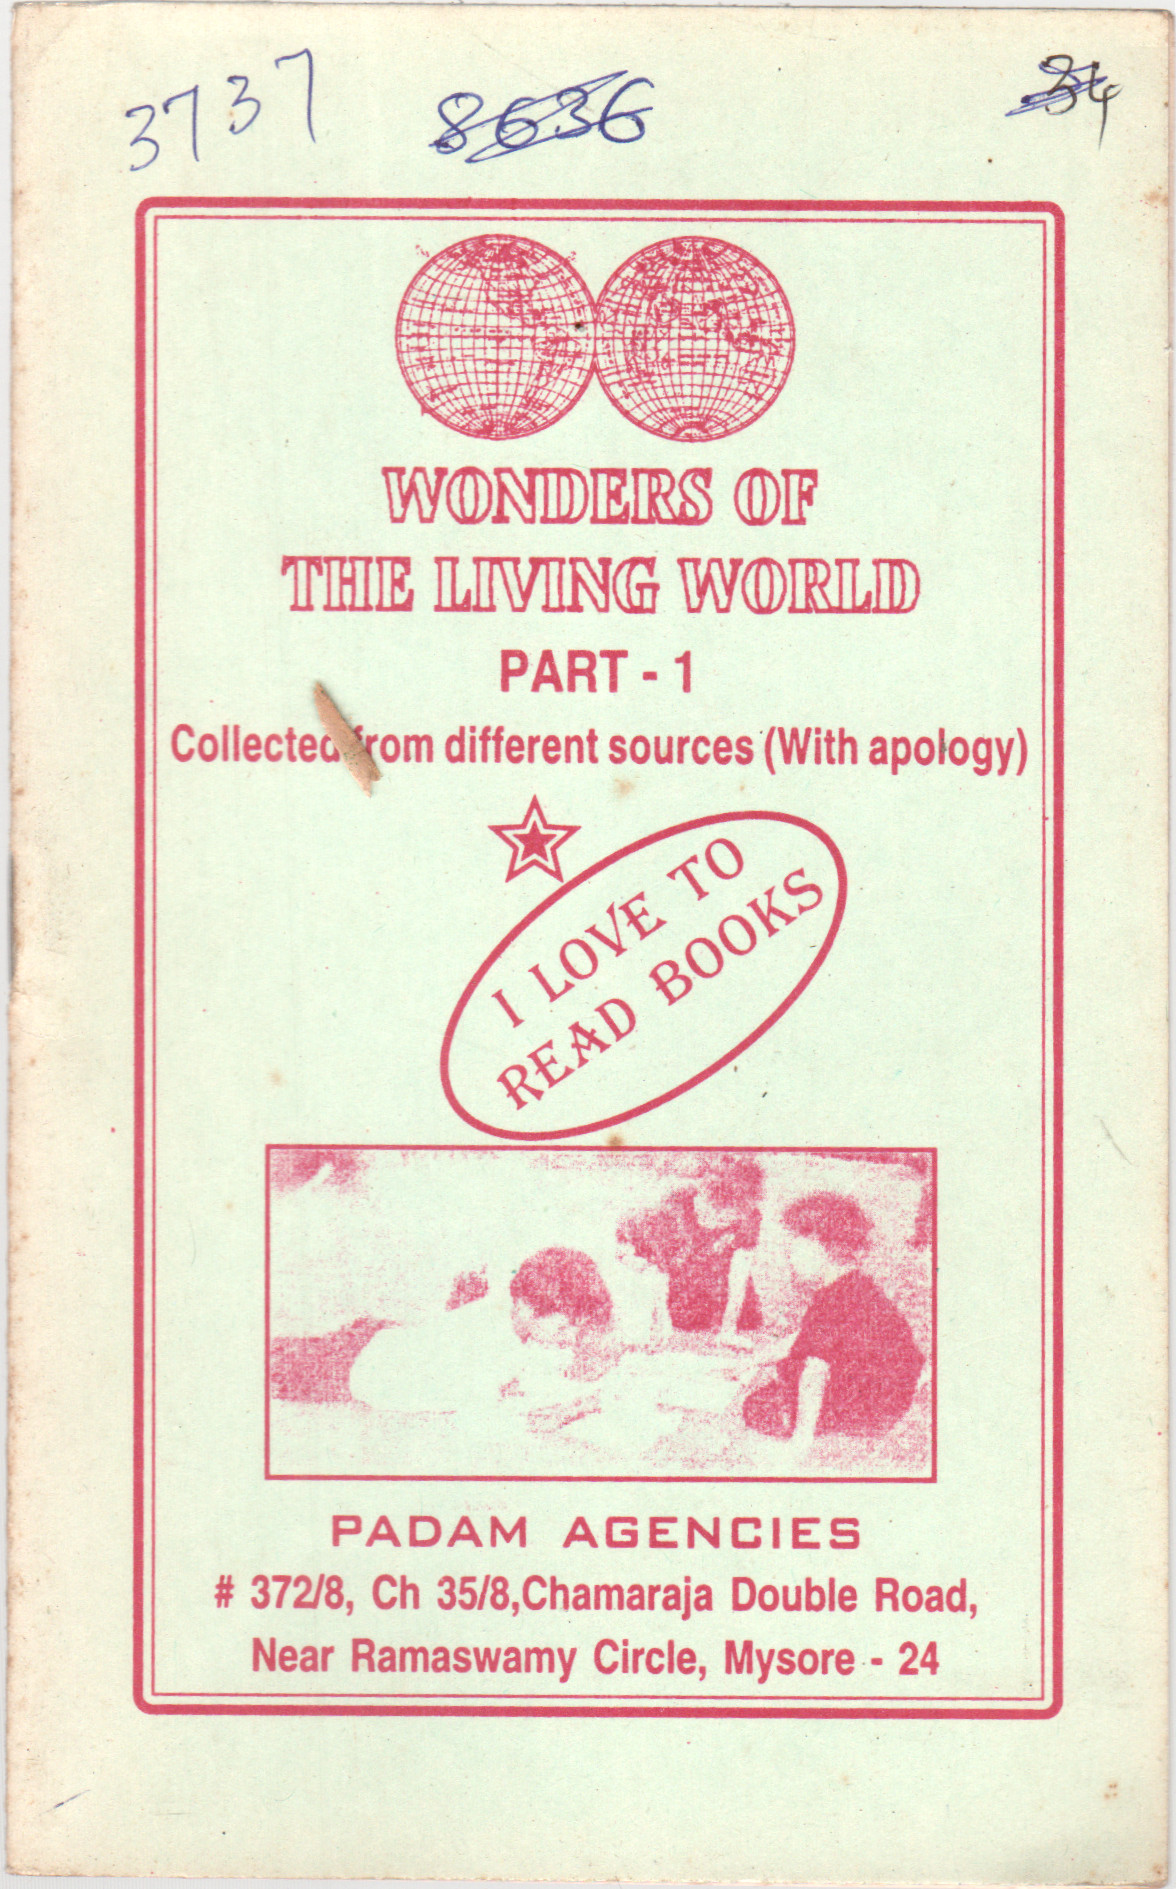 3737
8636
34
WONDERS OF
THE LIVING WORLD
PART - 1
Collected from different sources (With apology)
I LOVE TO
READ BOOKS
PADAM AGENCIES
# 372/8, Ch 35/8,Chamaraja Double Road,
Near Ramaswamy Circle, Mysore - 24